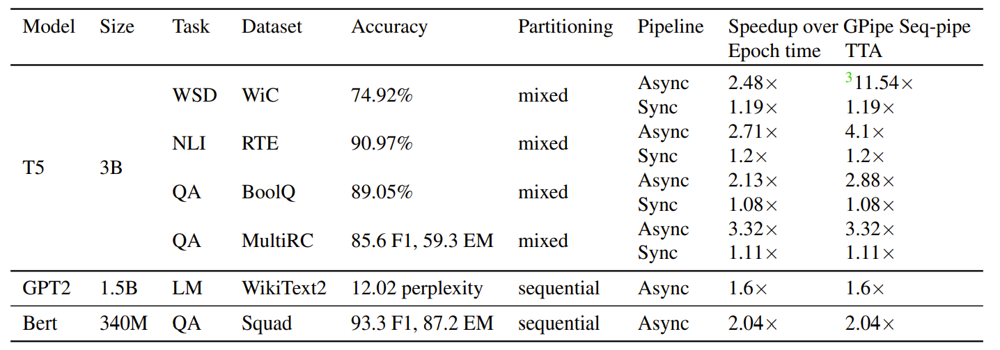 Model Size Task Dataset Accuracy Partitioning Pipeline Speedup over GPipe Seq-pipe
Epoch time TTA
T5 3B WSD WiC 74.92% mixed Async 2.48× ³11.54×
Sync 1.19× 1.19×
NLI RTE 90.97% mixed Async 2.71× 4.1×
Sync 1.2× 1.2×
QA BoolQ 89.05% mixed Async 2.13× 2.88×
Sync 1.08× 1.08×
QA MultiRC 85.6 F1, 59.3 EM mixed Async 3.32× 3.32×
Sync 1.11× 1.11×
GPT2 1.5B LM WikiText2 12.02 perplexity sequential Async 1.6× 1.6×
Bert 340M QA Squad 93.3 F1, 87.2 EM sequential Async 2.04× 2.04×